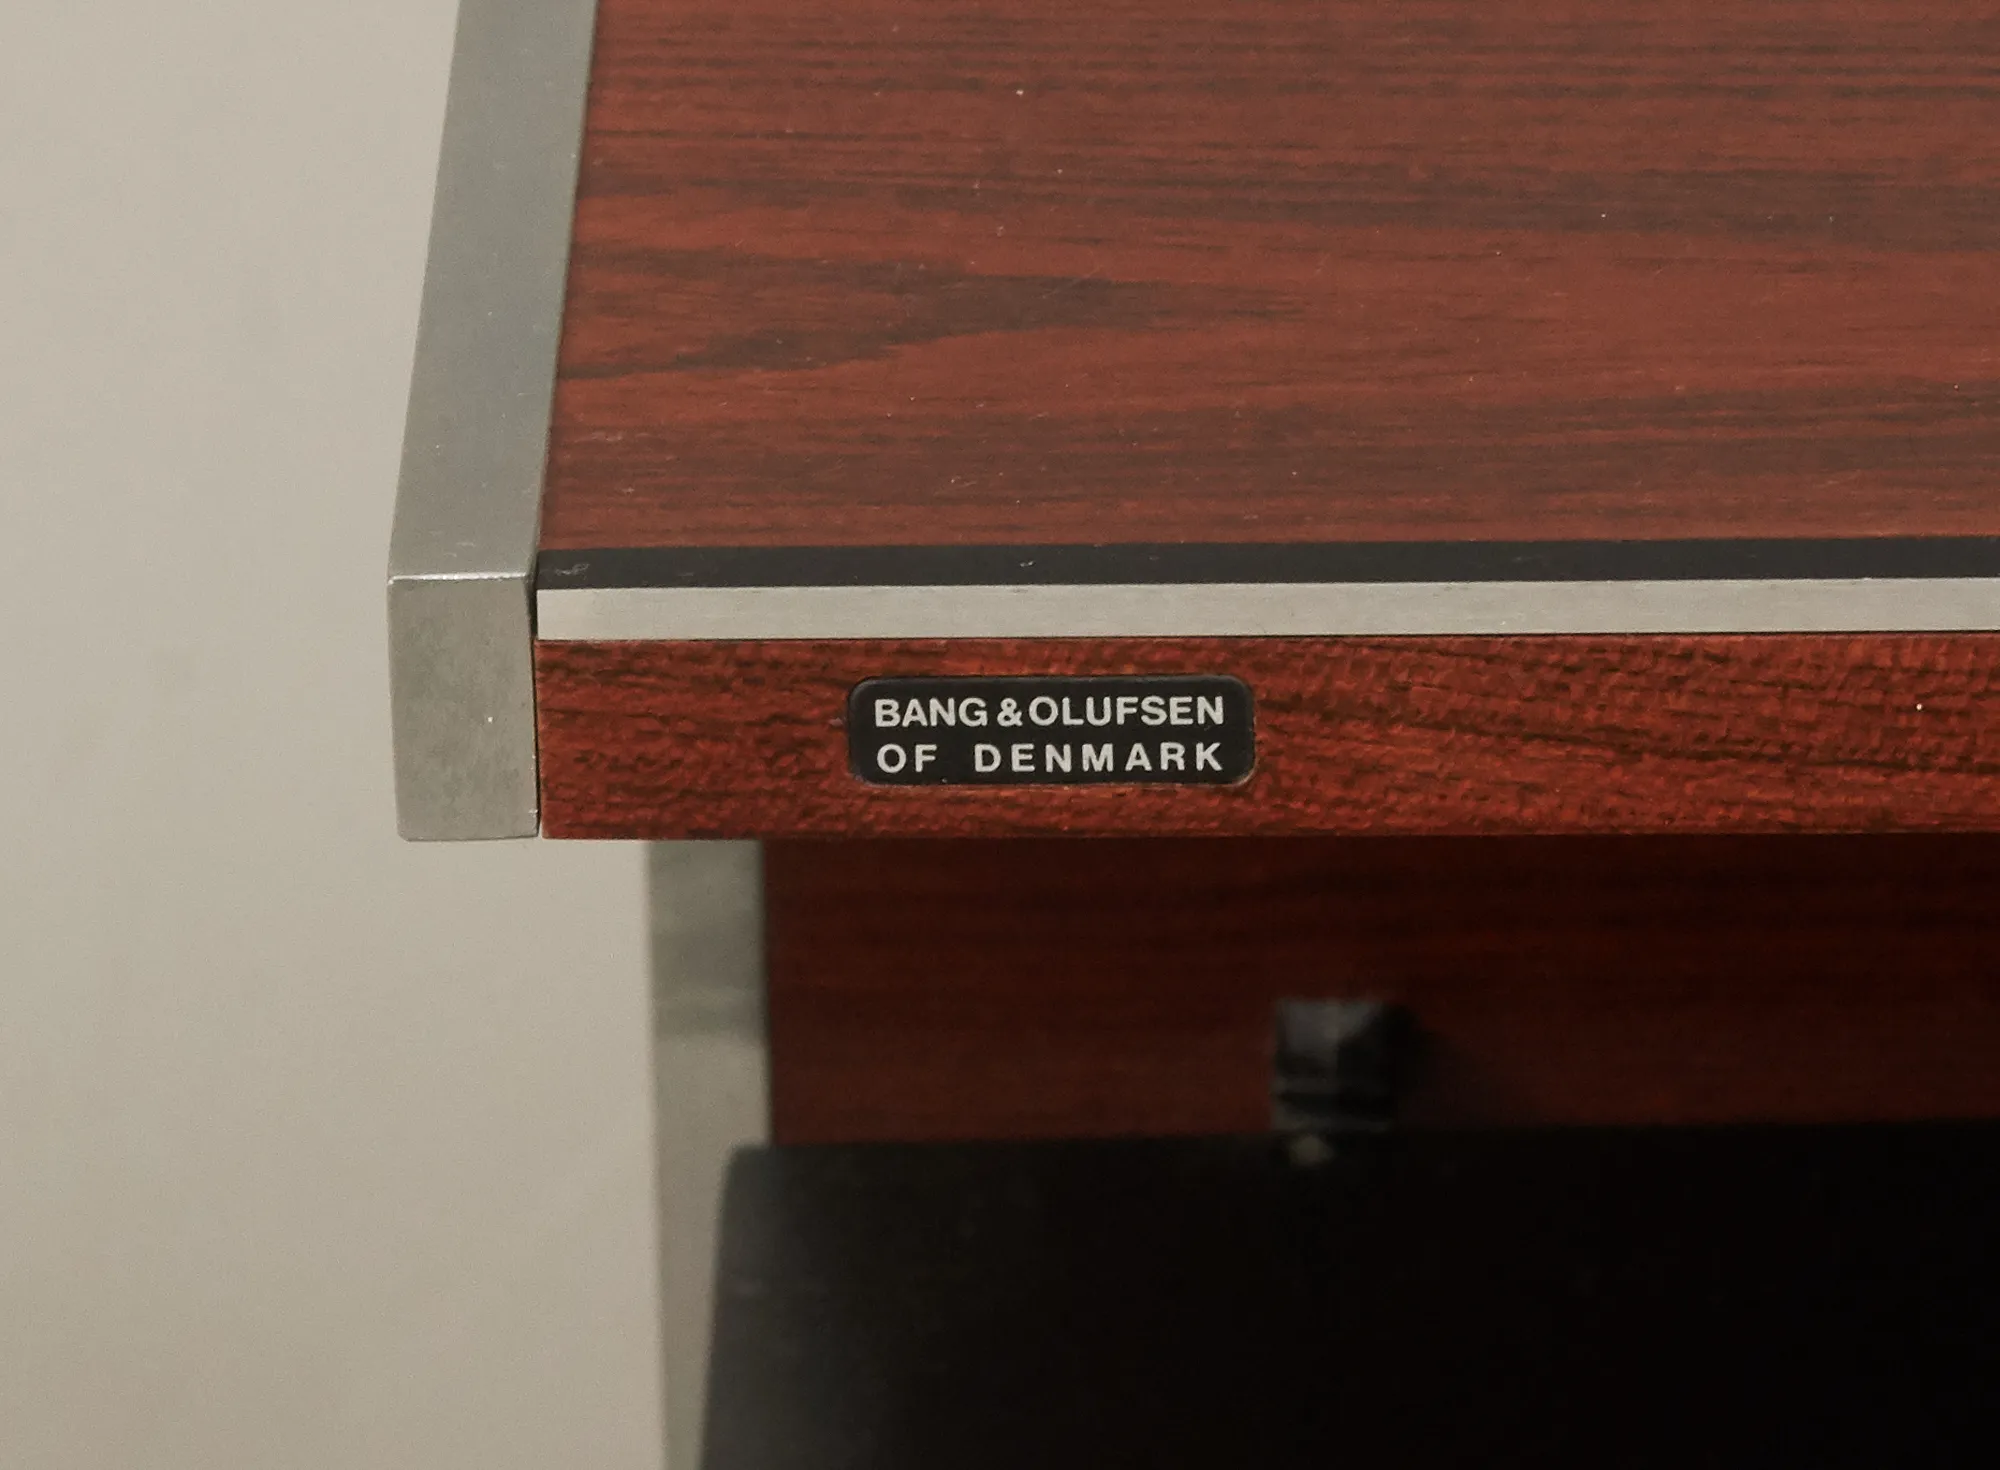 BANG & OLUFSEN
OF DENMARK